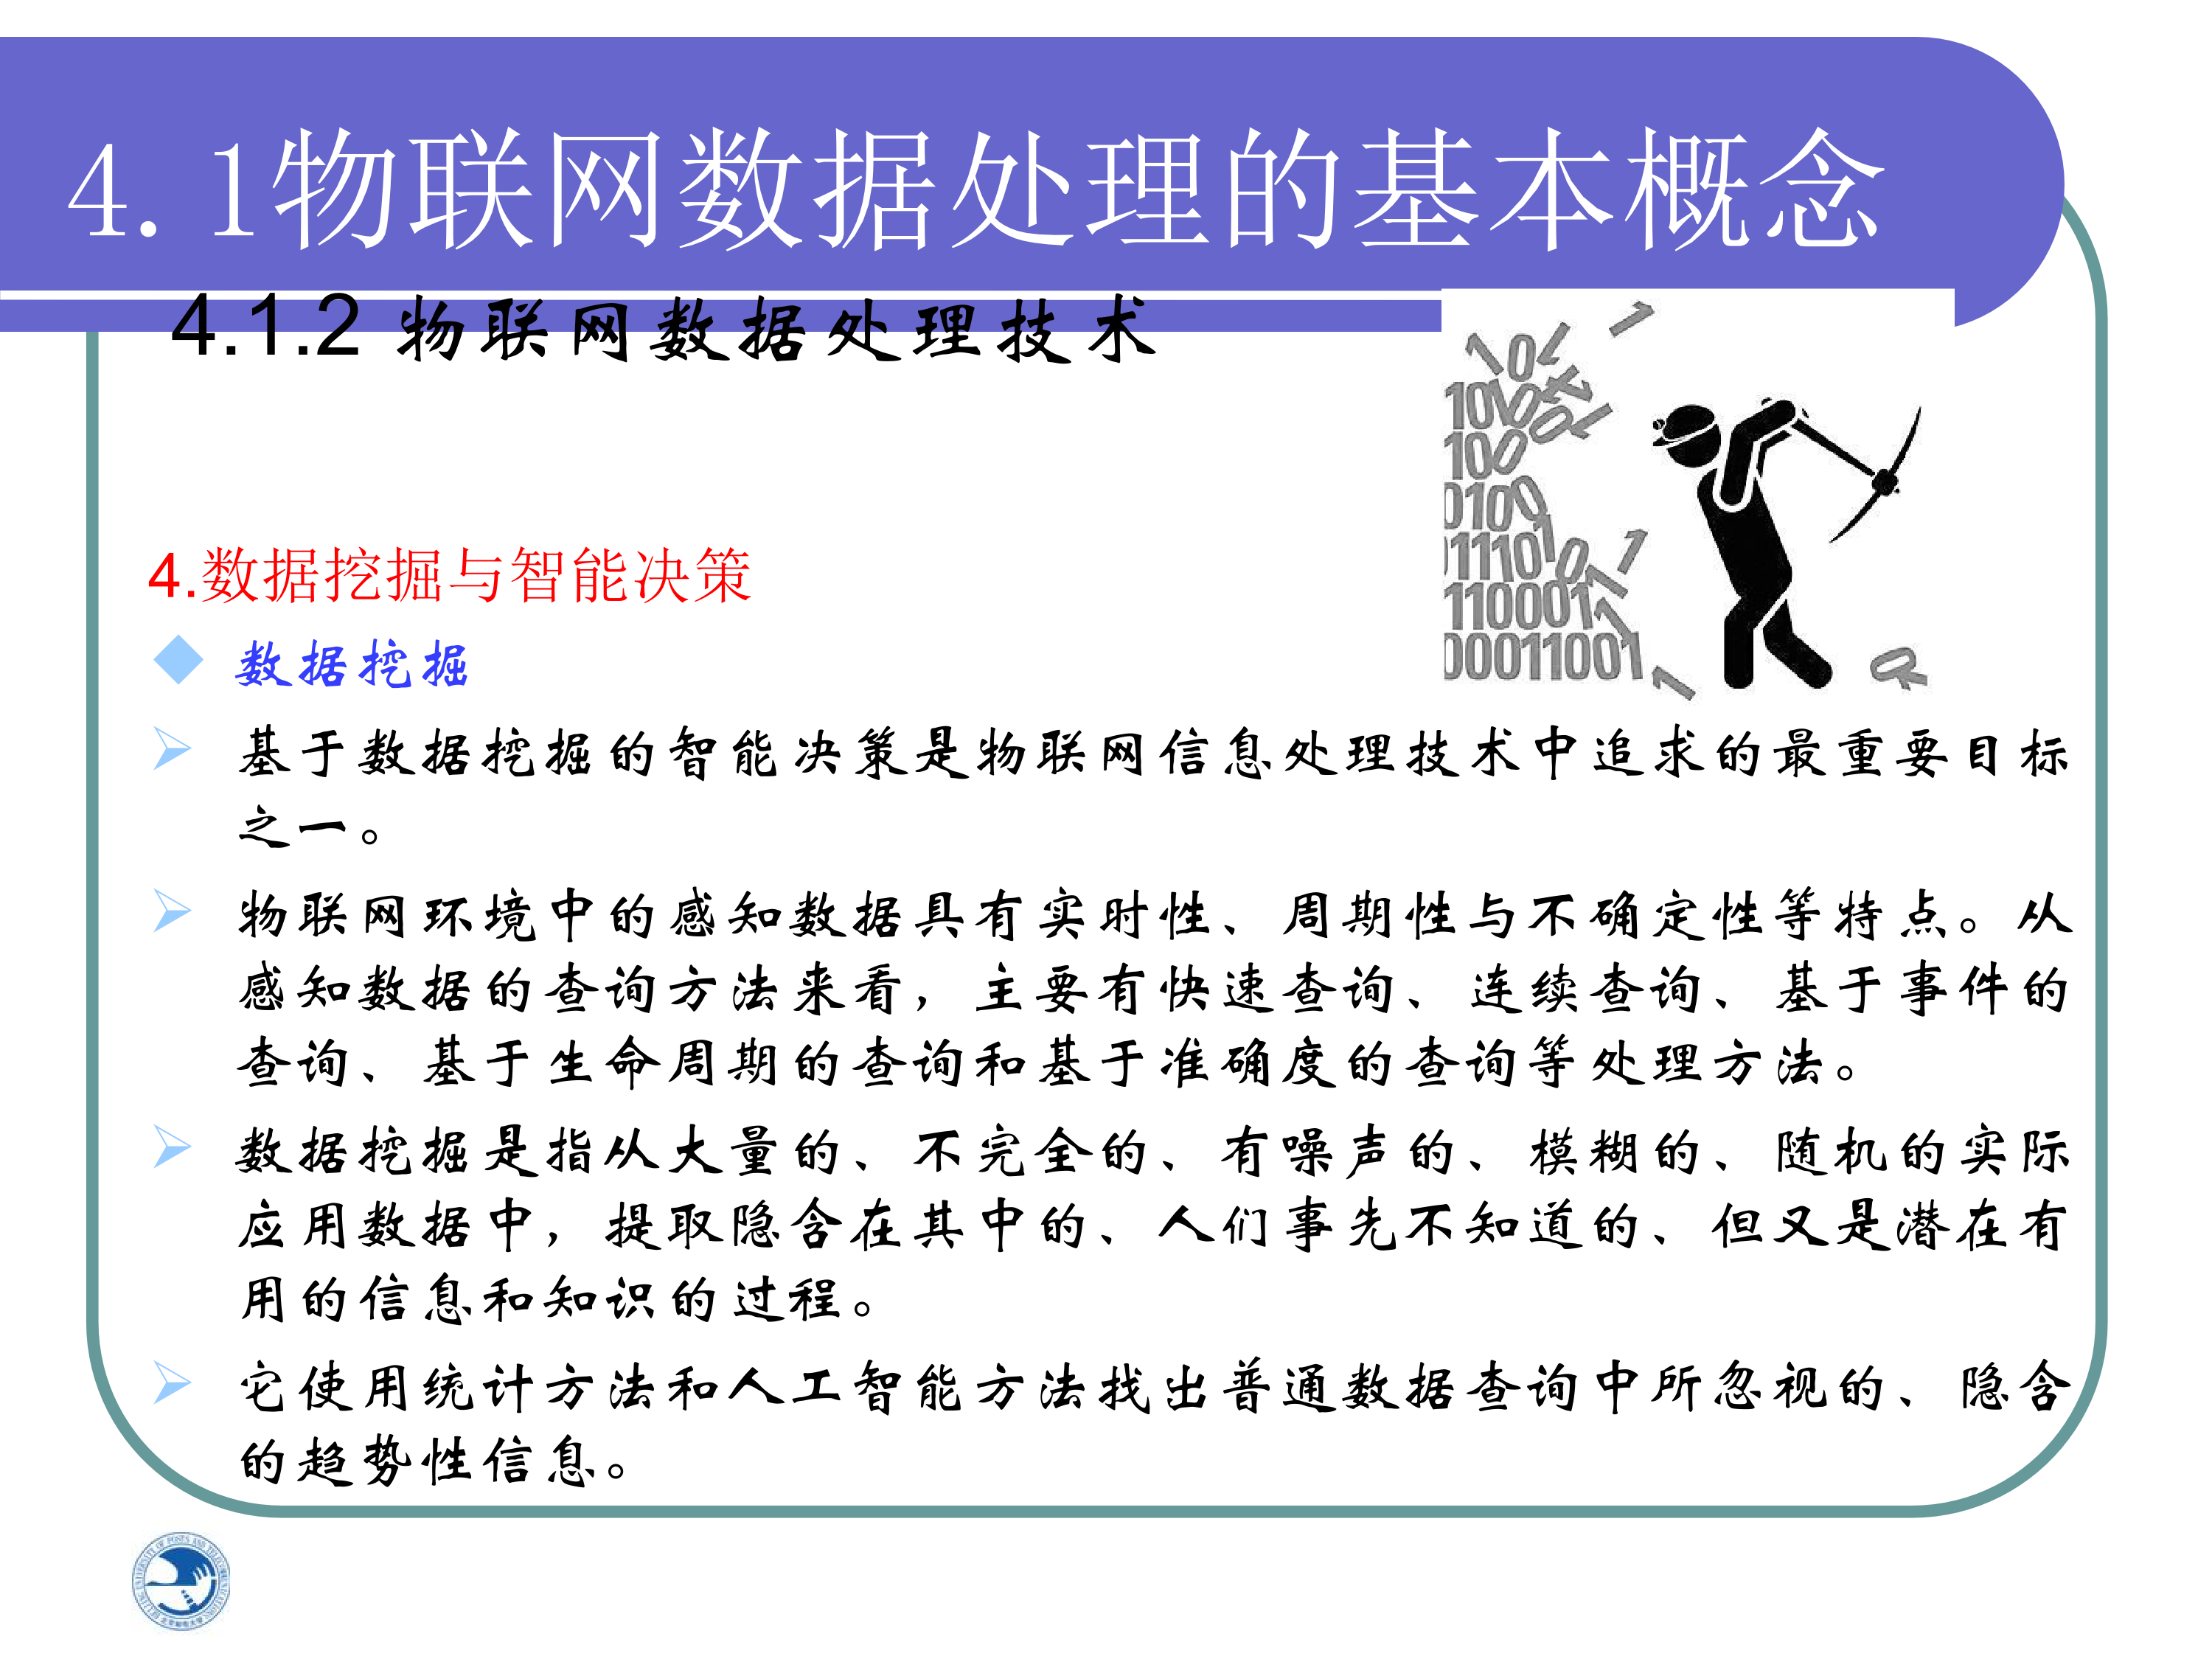 4.1物联网数据处理的基本概念
4.1.2 物联网数据处理技术
4.数据挖掘与智能决策
数据挖掘
基于数据挖掘的智能决策是物联网信息处理技术中追求的最重要目标
之一。
物联网环境中的感知数据具有实时性、周期性与不确定性等特点。从
感知数据的查询方法来看，主要有快速查询、连续查询、基于事件的
查询、基于生命周期的查询和基于准确度的查询等处理方法。
数据挖掘是指从大量的、不完全的、有噪声的、模糊的、随机的实际
应用数据中，提取隐含在其中的、人们事先不知道的、但又是潜在有
用的信息和知识的过程。
它使用统计方法和人工智能方法找出普通数据查询中所忽视的、隐含
的趋势性信息。